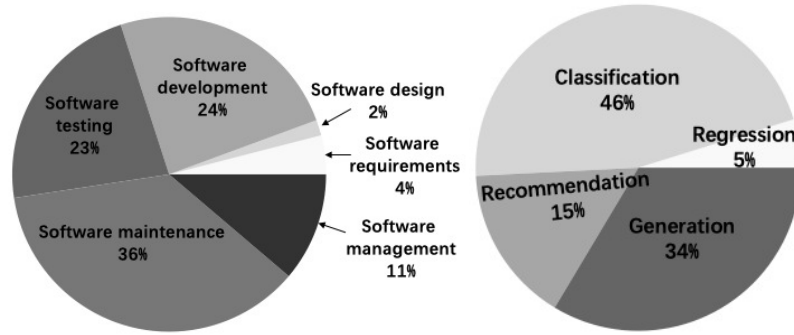 Software
development
24%
Software design
2%
Software
testing
23%
Software
requirements
4%
Software maintenance
36%
Software
management
11%
Classification
46%
Regression
5%
Recommendation
15%
Generation
34%